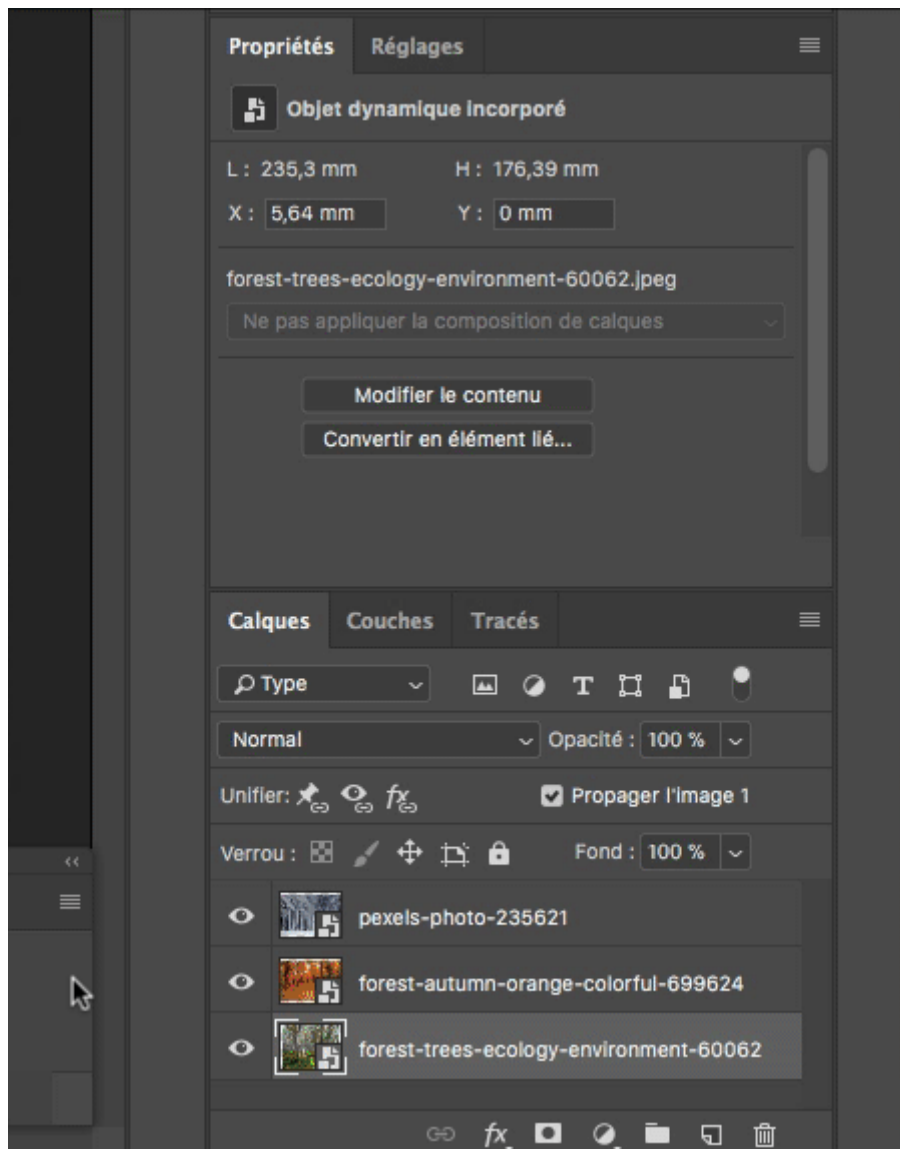 Propriétés Réglages
Objet dynamique incorporé
L : 235,3 mm H : 176,39 mm
X : 5,64 mm Y : 0 mm
forest-trees-ecology-environment-60062.jpeg
Ne pas appliquer la composition de calques
Modifier le contenu
Convertir en élément lié...
Calques Couches Tracés
Type
Normal Opacité : 100 %
Unifier: Propager l'image 1
Verrou : Fond : 100 %
pexels-photo-235621
forest-autumn-orange-colorful-699624
forest-trees-ecology-environment-60062
fx